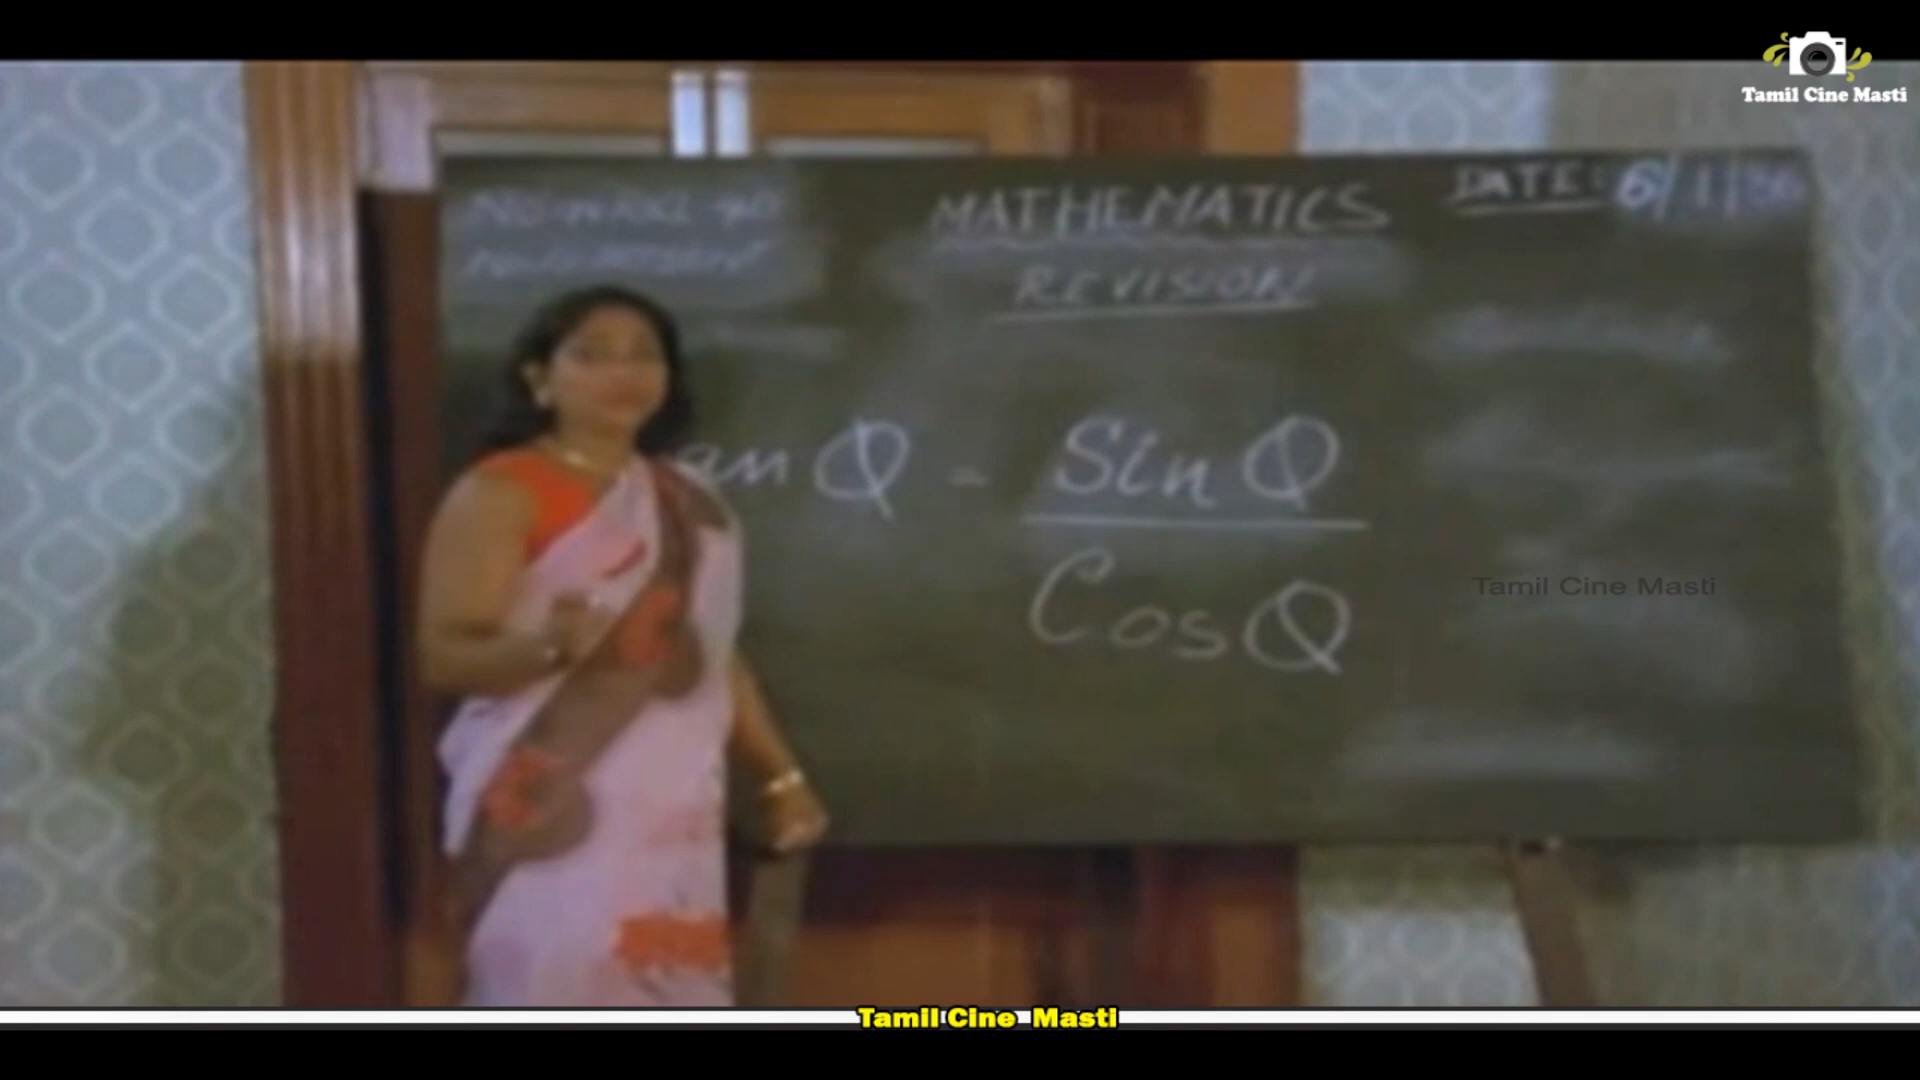 Tamil Cine Masti
MATHEMATICS
DATE: 6/1/86
REVISION
an Q = Sin Q
Cos Q
Tamil Cine Masti
Tamil Cine Masti